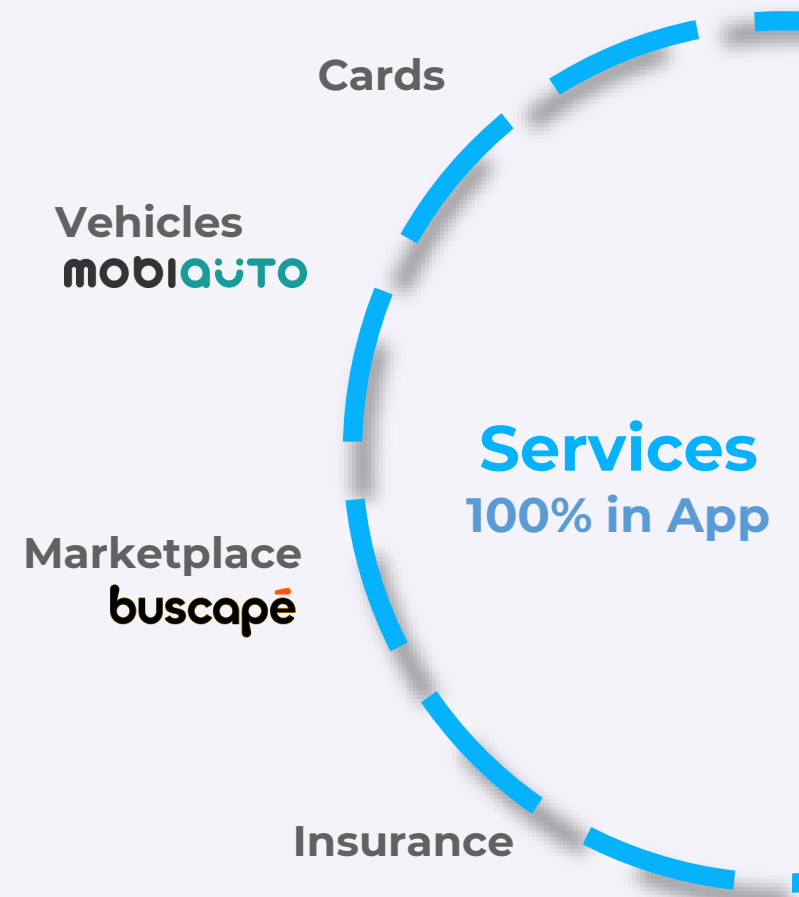 Cards
Vehicles
mobiauto
Services
100% in App
Marketplace
buscapé
Insurance